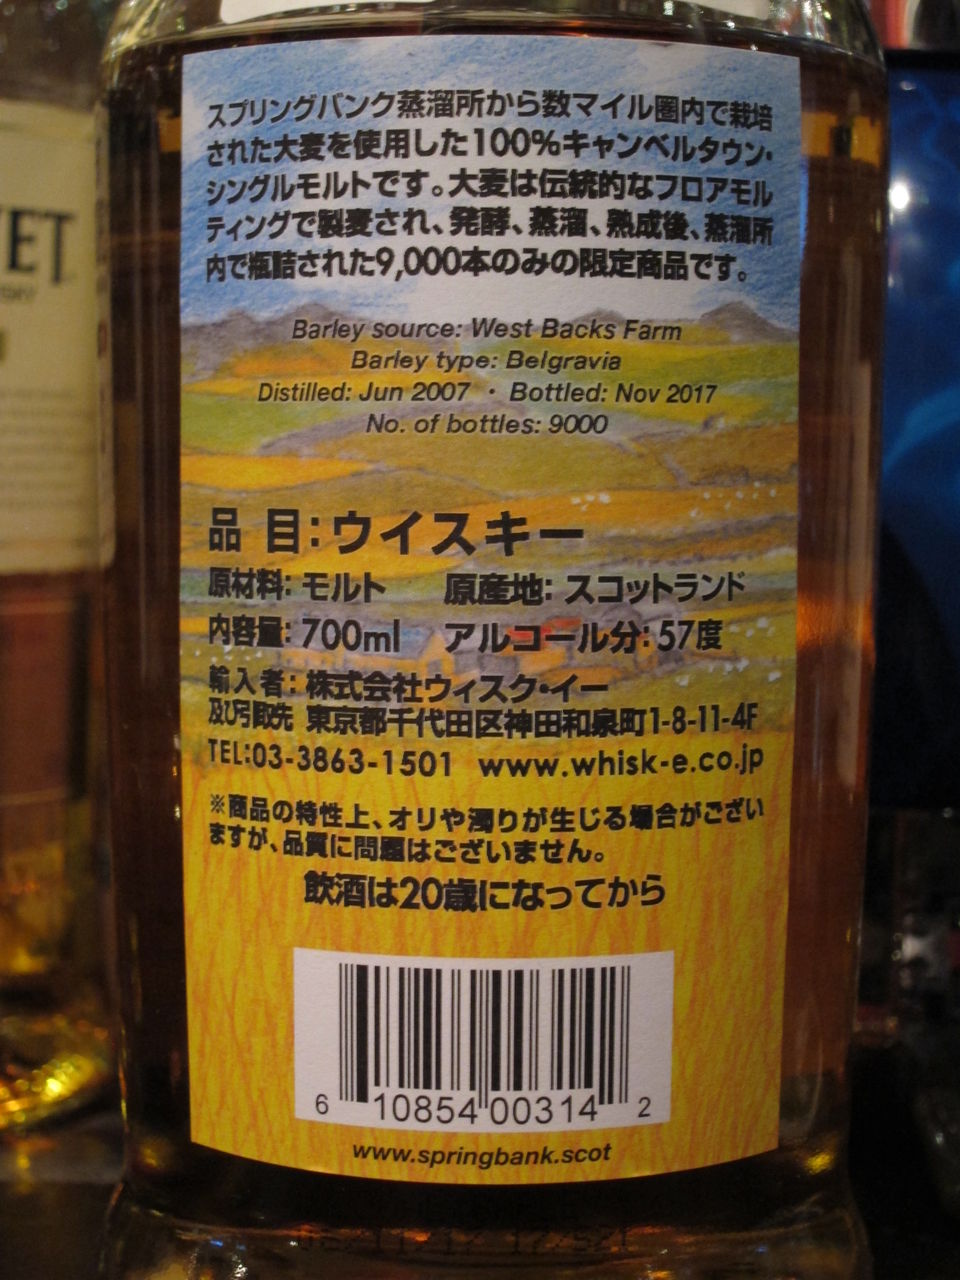 スプリングバンク蒸溜所から数マイル圏内で栽培
された大麦を使用した100%キャンベルタウン・
シングルモルトです。大麦は伝統的なフロアモル
ティングで製麦され、発酵、蒸溜、熟成後、蒸溜所
内で瓶詰された9,000本のみの限定商品です。
Barley source: West Backs Farm
Barley type: Belgravia
Distilled: Jun 2007 · Bottled: Nov 2017
No. of bottles: 9000
品 目:ウイスキー
原材料: モルト 原産地: スコットランド
内容量: 700ml アルコール分: 57度
輸入者: 株式会社ウィスク・イー
及び引取先 東京都千代田区神田和泉町1-8-11-4F
TEL:03-3863-1501 www.whisk-e.co.jp
※商品の特性上、オリや濁りが生じる場合がござい
ますが、品質に問題はございません。
飲酒は20歳になってから
6 10854 00314 2
www.springbank.scot